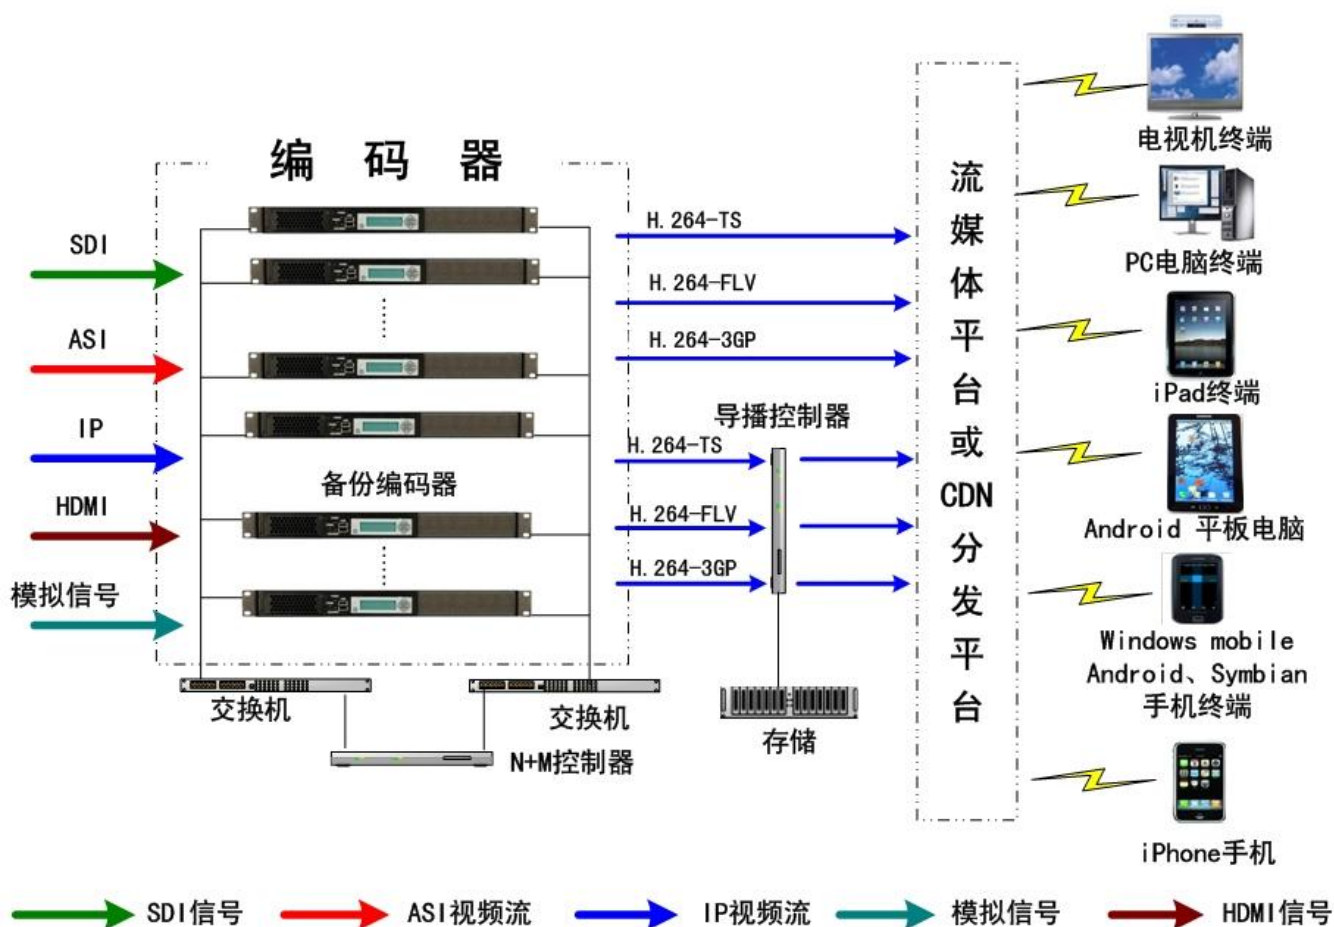 编 码 器
SDI
ASI
IP
HDMI
模拟信号
备份编码器
交换机
交换机
N+M控制器
H.264-TS
H.264-FLV
H.264-3GP
H.264-TS
H.264-FLV
H.264-3GP
导播控制器
存储
流
媒
体
平
台
或
CDN
分
发
平
台
电视机终端
PC电脑终端
iPad终端
Android 平板电脑
Windows mobile
Android、Symbian
手机终端
iPhone手机
SDI信号
ASI视频流
IP视频流
模拟信号
HDMI信号